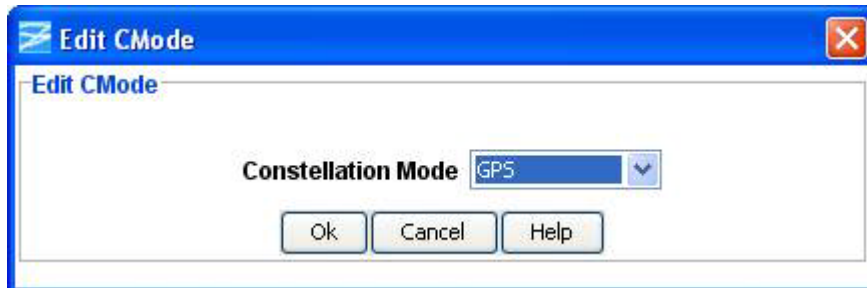 Edit CMode
Edit CMode
Constellation Mode GPS
Ok Cancel Help